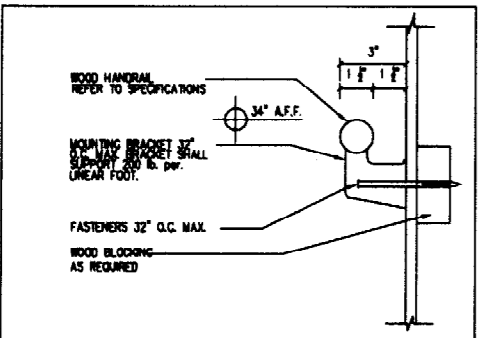 3"
1 ½" 1 ½"
WOOD HANDRAIL
REFER TO SPECIFICATIONS
34" A.F.F.
MOUNTING BRACKET 32"
O.C. MAX. BRACKET SHALL
SUPPORT 200 lb. per.
LINEAR FOOT.
FASTENERS 32" O.C. MAX.
WOOD BLOCKING
AS REQUIRED